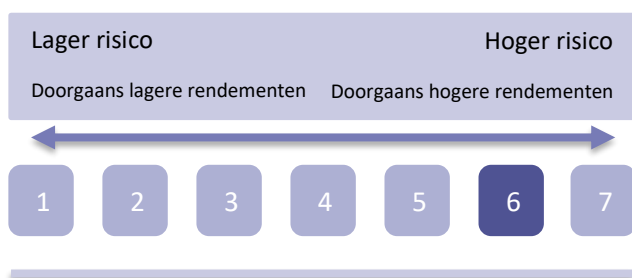 Lager risico Hoger risico
Doorgaans lagere rendementen Doorgaans hogere rendementen
1 2 3 4 5 6 7